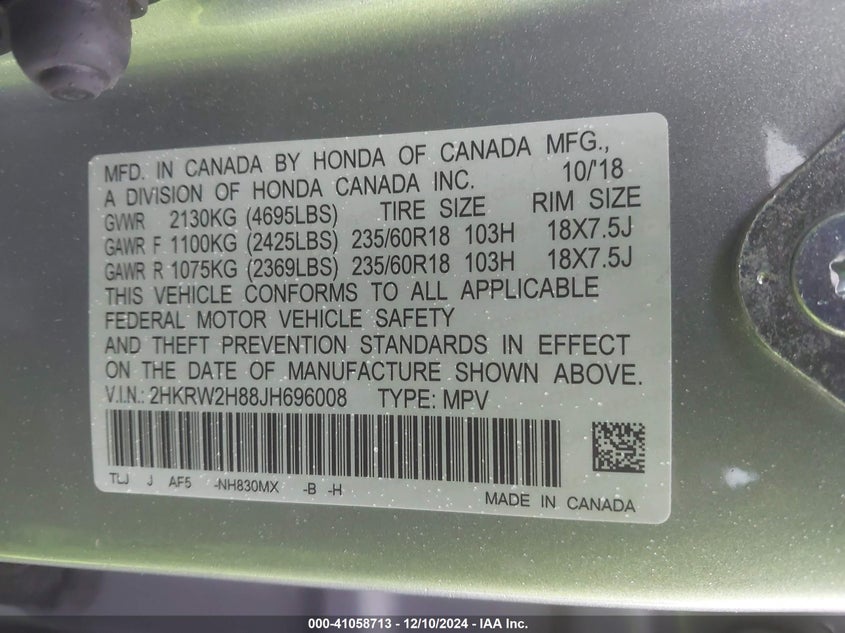 MFD. IN CANADA BY HONDA OF CANADA MFG.,
A DIVISION OF HONDA CANADA INC. 10/'18
GVWR 2130KG (4695LBS) TIRE SIZE RIM SIZE
GAWR F 1100KG (2425LBS) 235/60R18 103H 18X7.5J
GAWR R 1075KG (2369LBS) 235/60R18 103H 18X7.5J
THIS VEHICLE CONFORMS TO ALL APPLICABLE
FEDERAL MOTOR VEHICLE SAFETY
AND THEFT PREVENTION STANDARDS IN EFFECT
ON THE DATE OF MANUFACTURE SHOWN ABOVE.
V.I.N.: 2HKRW2H88JH696008 TYPE: MPV
TLJ J AF5 -NH830MX -B -H
MADE IN CANADA
000-41058713 - 12/10/2024 - IAA Inc.